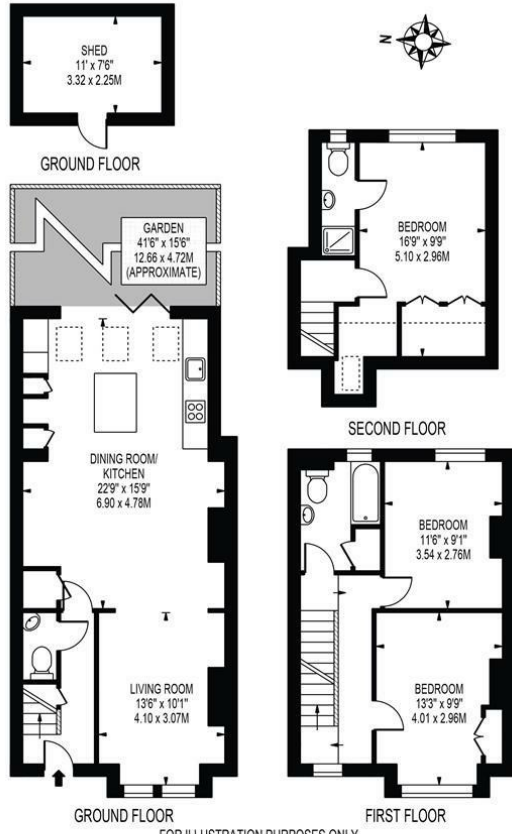 SHED
11' x 7'6"
3.32 x 2.25M
GROUND FLOOR
N
GARDEN
41'6" x 15'6"
12.66 x 4.72M
(APPROXIMATE)
BEDROOM
16'9" x 9'9"
5.10 x 2.96M
SECOND FLOOR
DINING ROOM/
KITCHEN
22'9" x 15'9"
6.90 x 4.78M
BEDROOM
11'6" x 9'1"
3.54 x 2.76M
LIVING ROOM
13'6" x 10'1"
4.10 x 3.07M
BEDROOM
13'3" x 9'9"
4.01 x 2.96M
GROUND FLOOR
FIRST FLOOR
FOR ILLUSTRATION PURPOSES ONLY